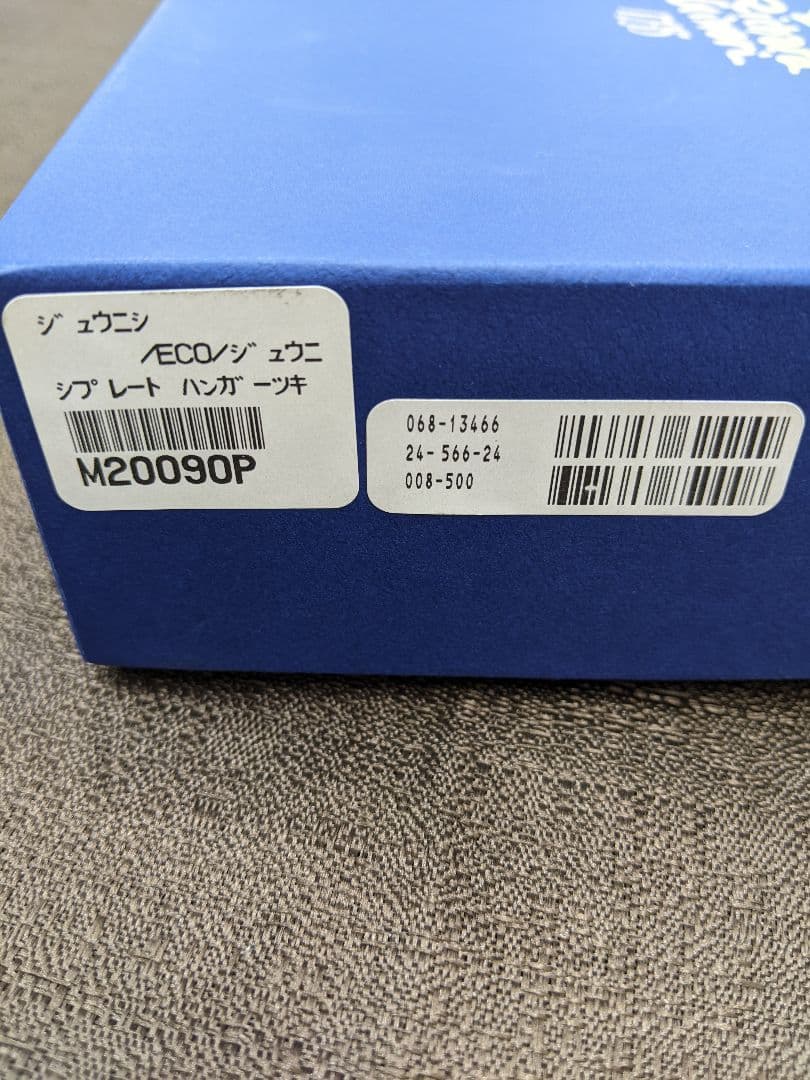 ジュウニシ
/ECO/ジュウニ
シプレート ハンガーツキ
M20090P
068-13466
24-566-24
008-500